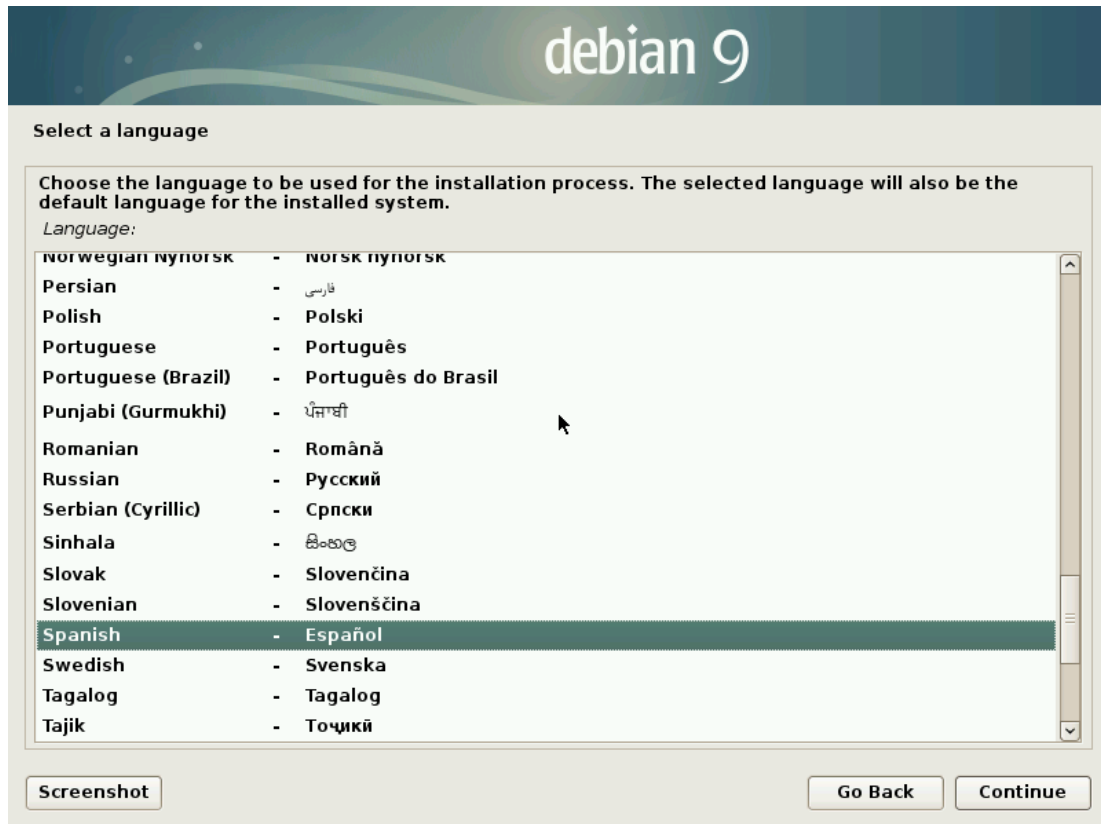 debian 9
Select a language
Choose the language to be used for the installation process. The selected language will also be the
default language for the installed system.
Language:
Norwegian Nynorsk - Norsk nynorsk
Persian - فارسی
Polish - Polski
Portuguese - Português
Portuguese (Brazil) - Português do Brasil
Punjabi (Gurmukhi) - ਪੰਜਾਬੀ
Romanian - Română
Russian - Русский
Serbian (Cyrillic) - Српски
Sinhala - සිංහල
Slovak - Slovenčina
Slovenian - Slovenščina
Spanish - Español
Swedish - Svenska
Tagalog - Tagalog
Tajik - Тоҷикӣ
Screenshot Go Back Continue